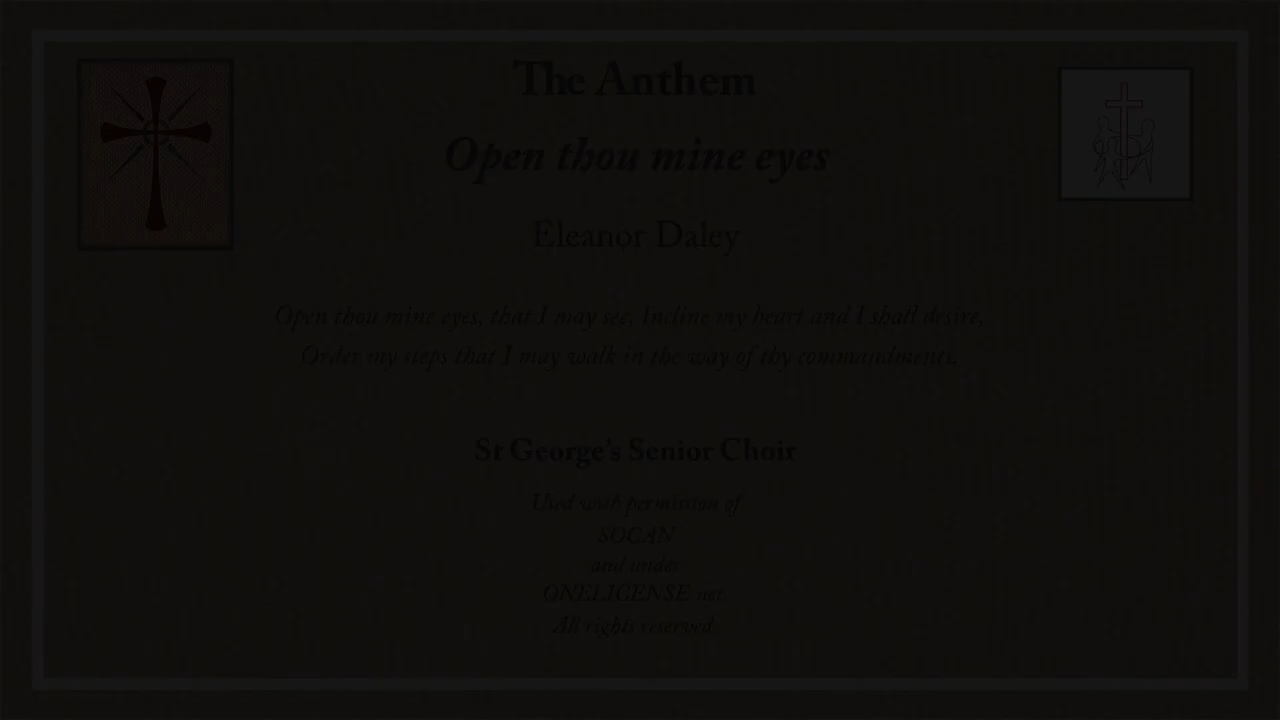 The Anthem
Open thou mine eyes
Eleanor Daley
Open thou mine eyes, that I may see, Incline my heart and I shall desire,
Order my steps that I may walk in the way of thy commandments.
St George's Senior Choir
Used with permission of
SOCAN
and under
ONELICENSE net.
All rights reserved